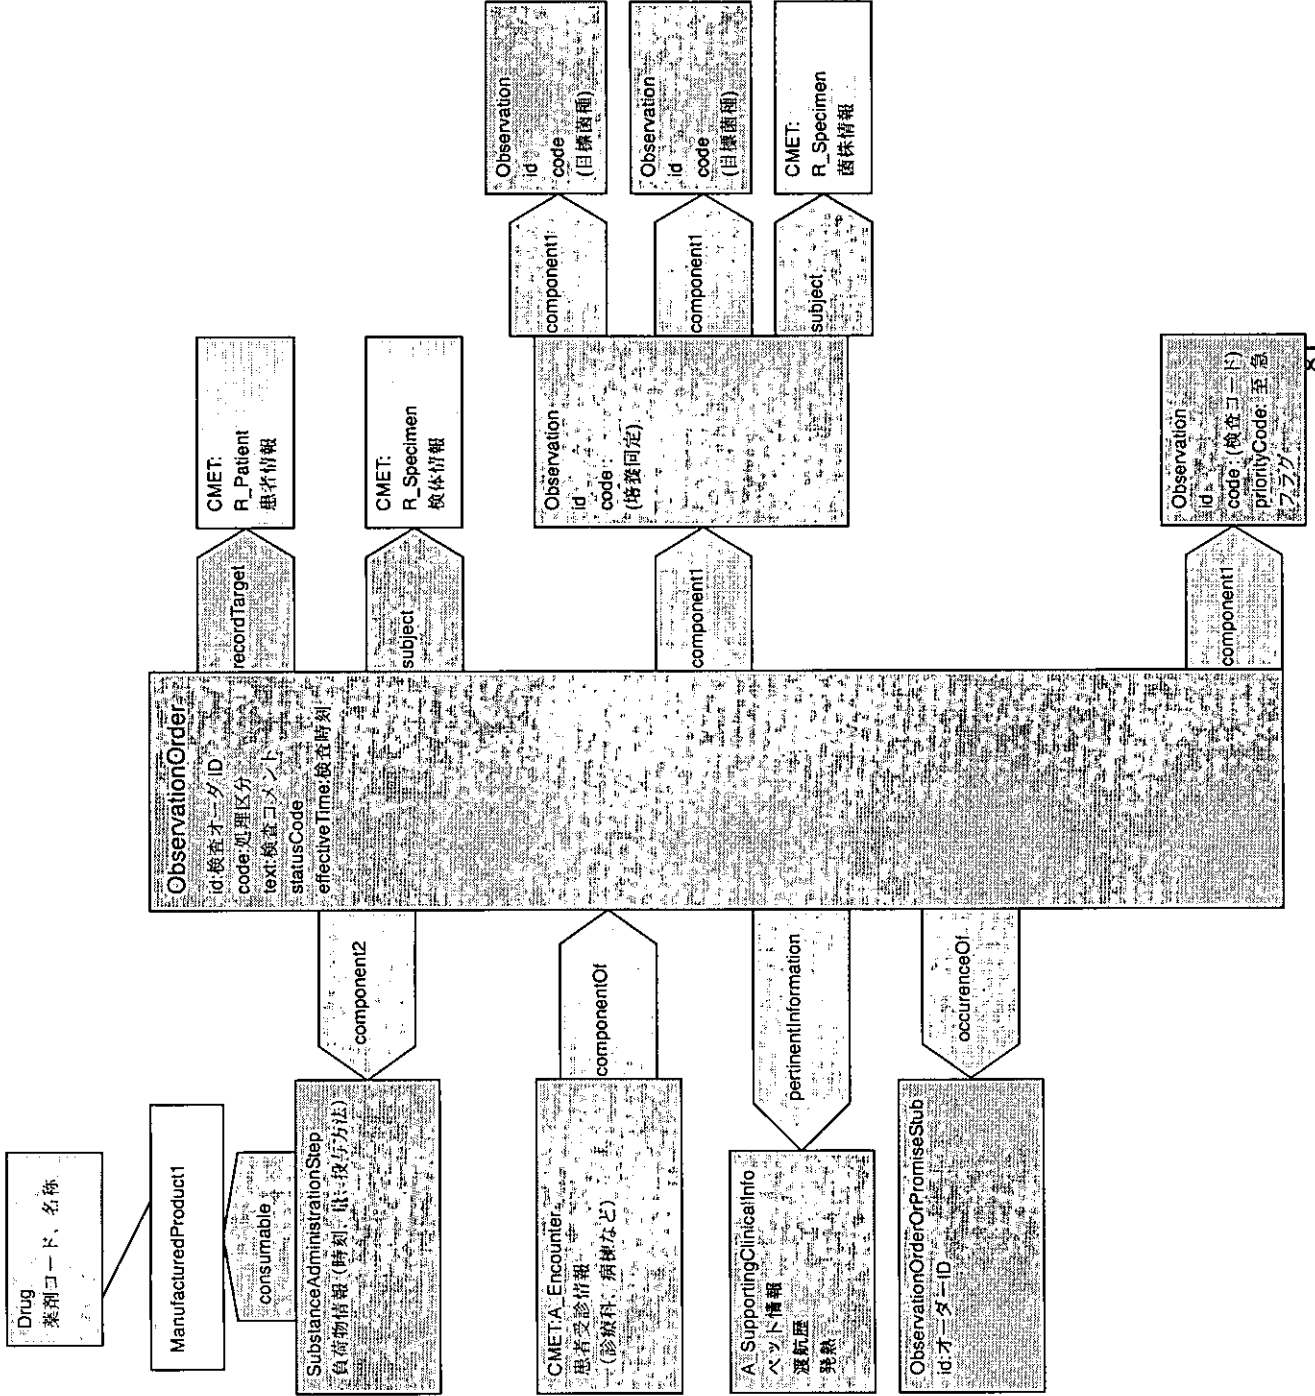 Drug
薬剤コード、名称
ManufacturedProduct1
consumable
SubstanceAdministrationStep
負荷物情報(時刻、量、投与方法)
component2
CMET:A_Encounter
患者受診情報
(診療科、病棟など)
componentOf
A_SupportingClinicalInfo
ペット情報
渡航歴
発熱
pertinentInformation
ObservationOrderOrPromiseStub
id:オーダーID
occurenceOf
ObservationOrder
id:検査オーダID
code:処理区分
text:検査コメント
statusCode
effectiveTime:検査時刻
recordTarget
CMET:
R_Patient
患者情報
subject
CMET:
R_Specimen
検体情報
component1
Observation
id
code :
(培養同定)
component1
Observation
id
code
(目標菌種)
component1
Observation
id
code
(目標菌種)
subject
CMET:
R_Specimen
菌株情報
component1
Observation
id
code : (検査コード)
priorityCode: 至急
フラグ